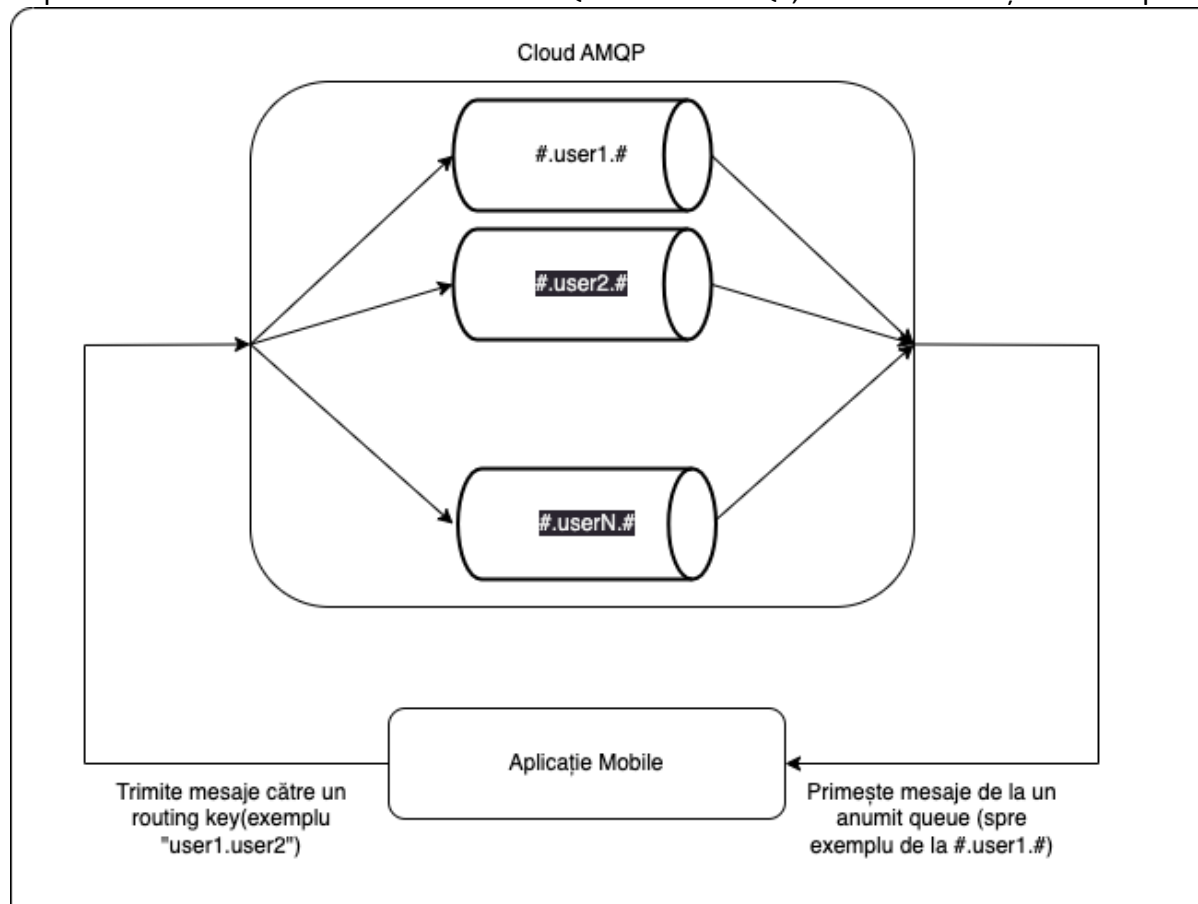 Cloud AMQP
#.user1.#
#.user2.#
#.userN.#
Aplicație Mobile
Trimite mesaje către un
routing key(exemplu
"user1.user2")
Primește mesaje de la un
anumit queue (spre
exemplu de la #.user1.#)